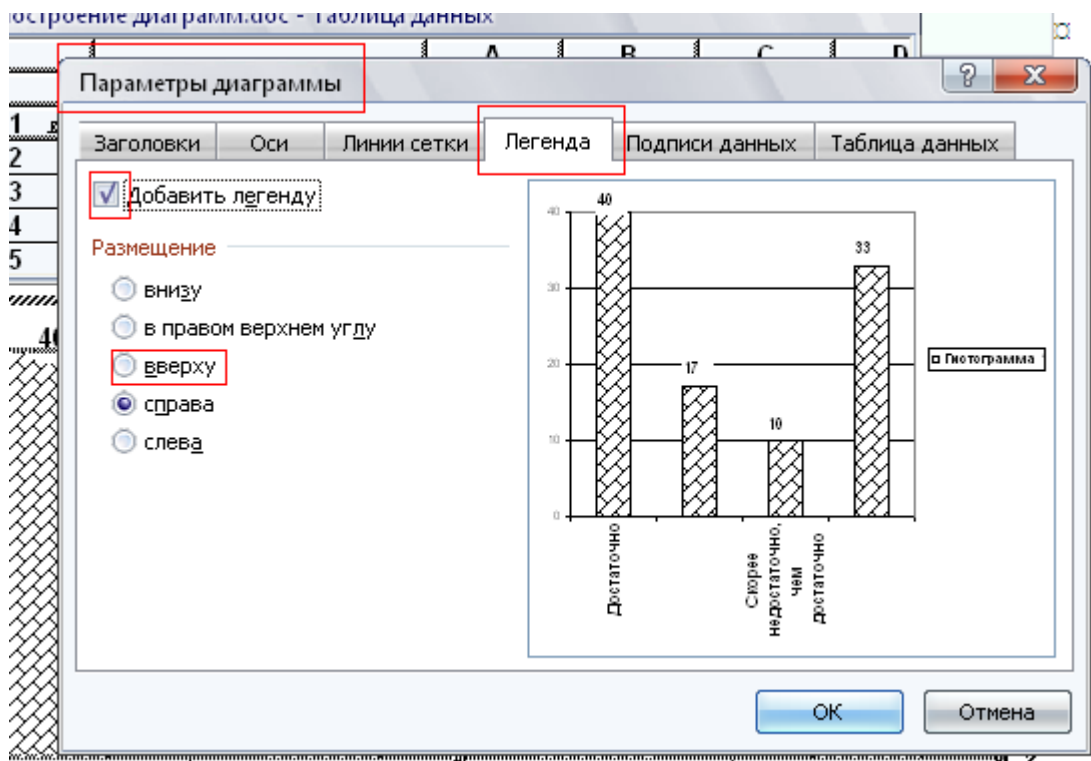 построение диаграмм.doc - Таблица данных
A B C D
Параметры диаграммы
1
2
3
4
5
Заголовки Оси Линии сетки Легенда Подписи данных Таблица данных
Добавить легенду
Размещение
внизу
в правом верхнем углу
вверху
справа
слева
40
40
33
30
20
17
10
10
0
Гистограмма
Достаточно
Скорее
недостаточно,
чем
достаточно
ОК Отмена